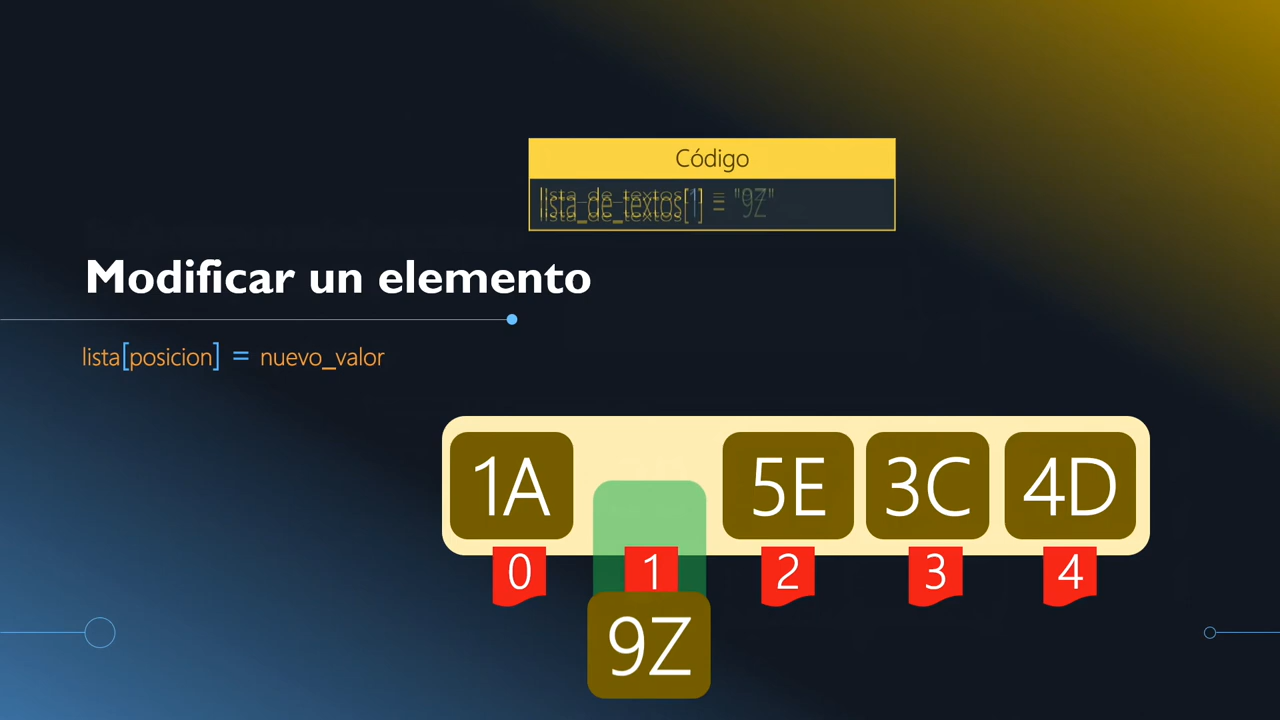 Código
lista_de_textos[1] = "9Z"
Modificar un elemento
lista[posicion] = nuevo_valor
1A 5E 3C 4D
0 1 2 3 4
9Z